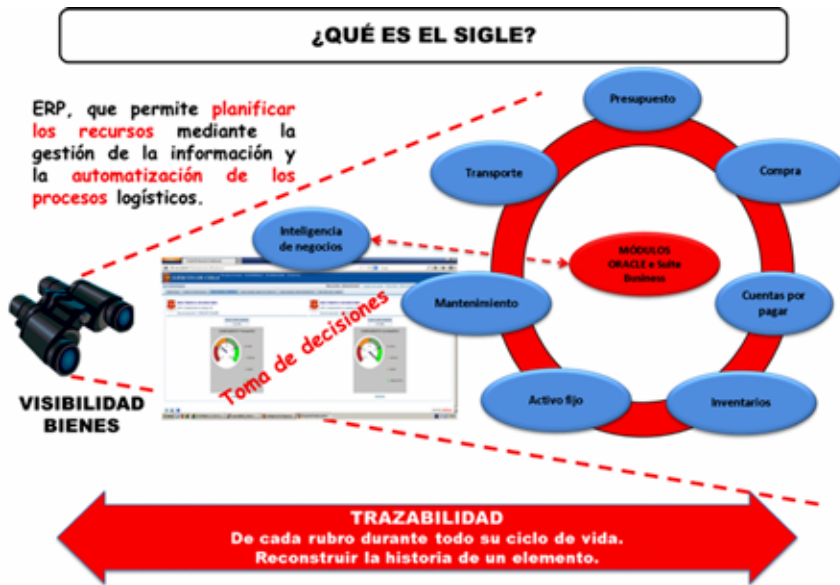 ¿QUÉ ES EL SIGLE?
ERP, que permite planificar
los recursos mediante la
gestión de la información y
la automatización de los
procesos logísticos.
Presupuesto
Transporte
Compra
Inteligencia
de negocios
MÓDULOS
ORACLE e Suite
Business
Mantenimiento
Cuentas por
pagar
Toma de decisiones
Activo fijo
Inventarios
VISIBILIDAD
BIENES
TRAZABILIDAD
De cada rubro durante todo su ciclo de vida.
Reconstruir la historia de un elemento.